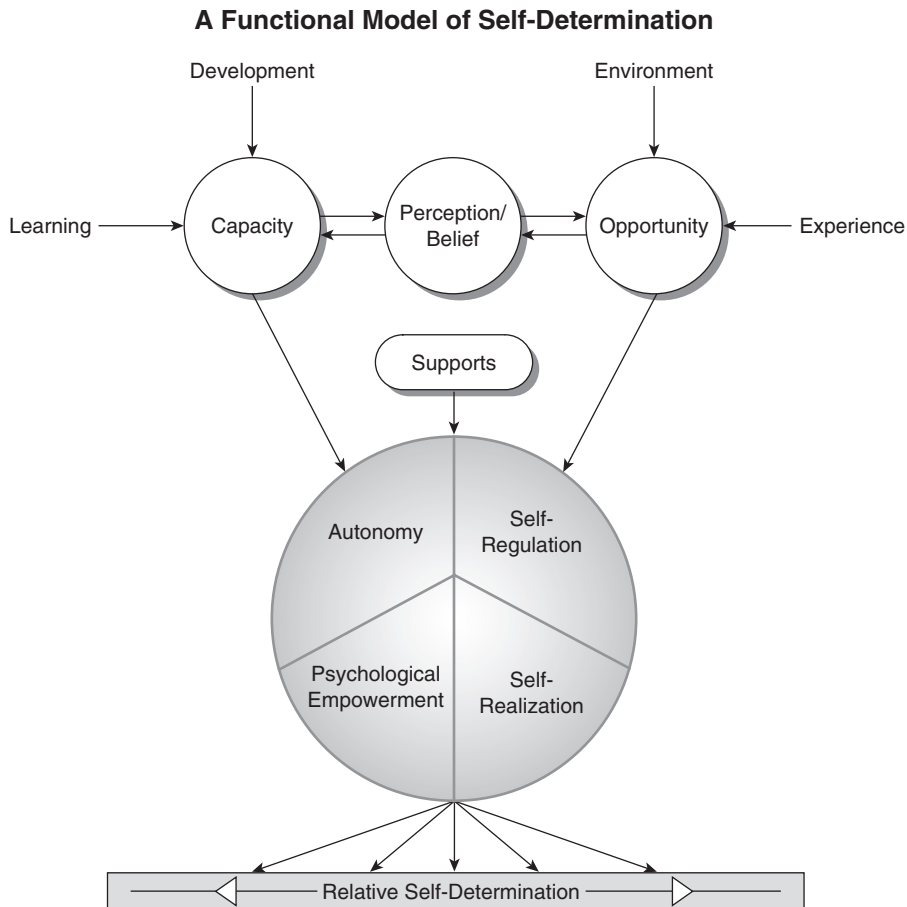 A Functional Model of Self-Determination
Development
Environment
Learning
Capacity
Perception/
Belief
Opportunity
Experience
Supports
Autonomy
Self-
Regulation
Psychological
Empowerment
Self-
Realization
Relative Self-Determination